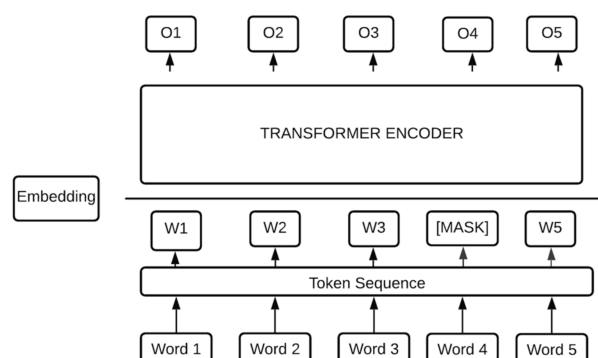 O1 O2 O3 O4 O5
TRANSFORMER ENCODER
Embedding
W1 W2 W3 [MASK] W5
Token Sequence
Word 1 Word 2 Word 3 Word 4 Word 5